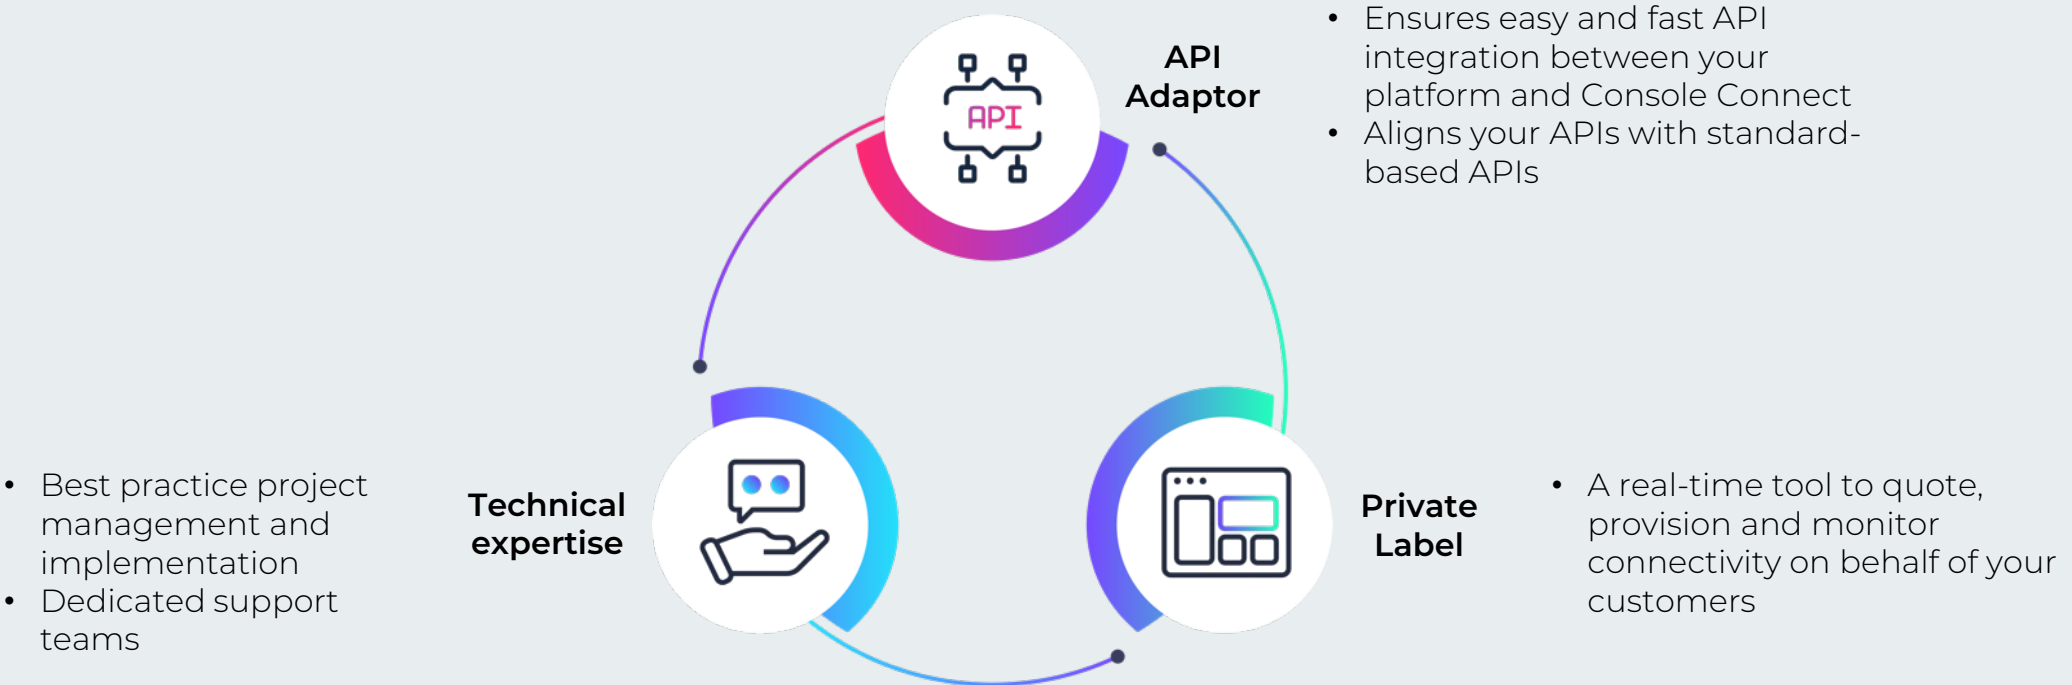 API
Adaptor
• Ensures easy and fast API
integration between your
platform and Console Connect
• Aligns your APIs with standard-
based APIs
API
• Best practice project
management and
implementation
• Dedicated support
teams
Technical
expertise
Private
Label
• A real-time tool to quote,
provision and monitor
connectivity on behalf of your
customers